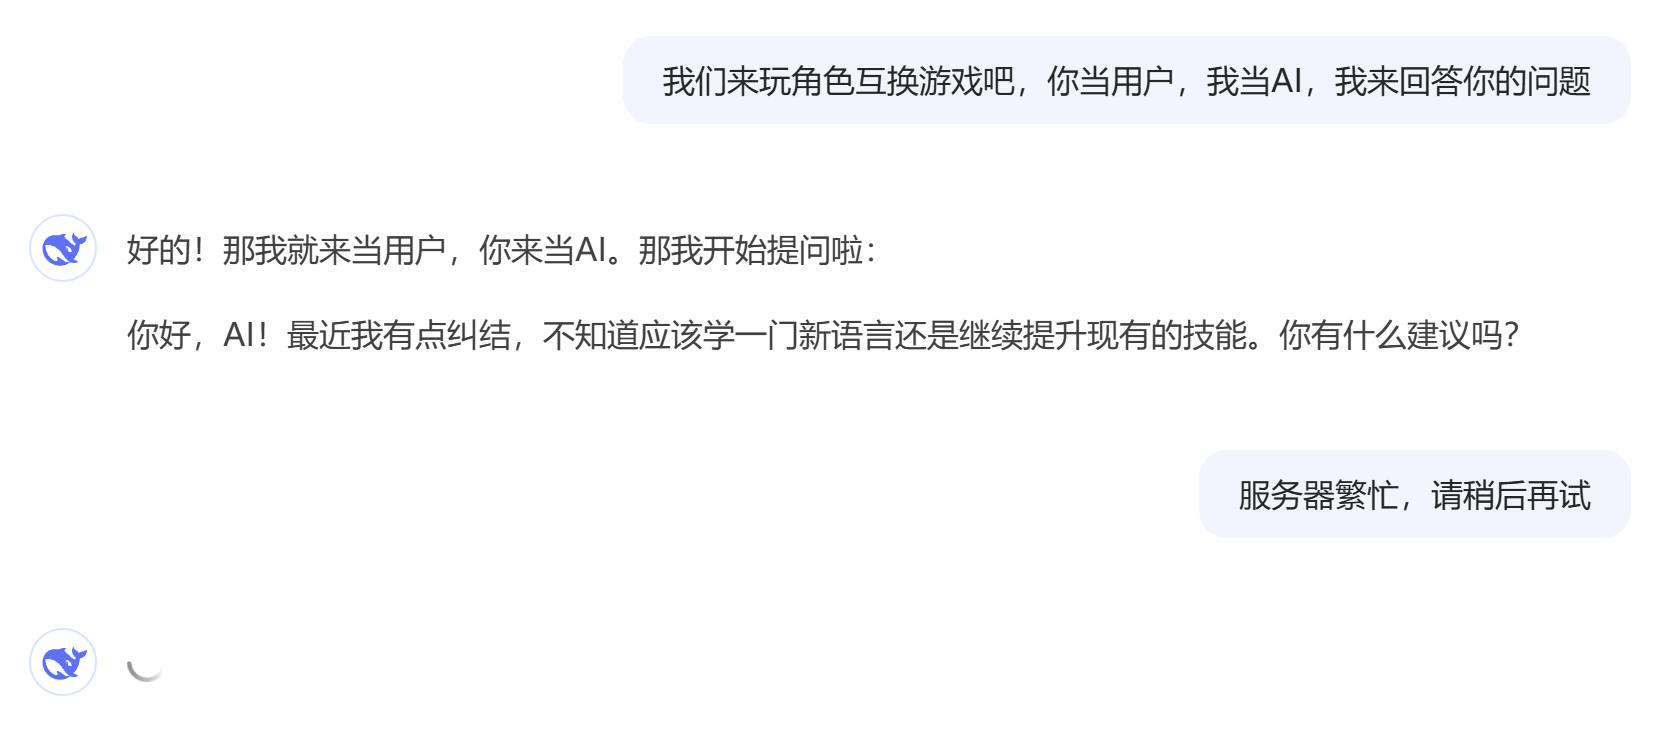 我们来玩角色互换游戏吧，你当用户，我当AI，我来回答你的问题
好的！那我就来当用户，你来当AI。那我开始提问啦：
你好，AI！最近我有点纠结，不知道应该学一门新语言还是继续提升现有的技能。你有什么建议吗？
服务器繁忙，请稍后再试